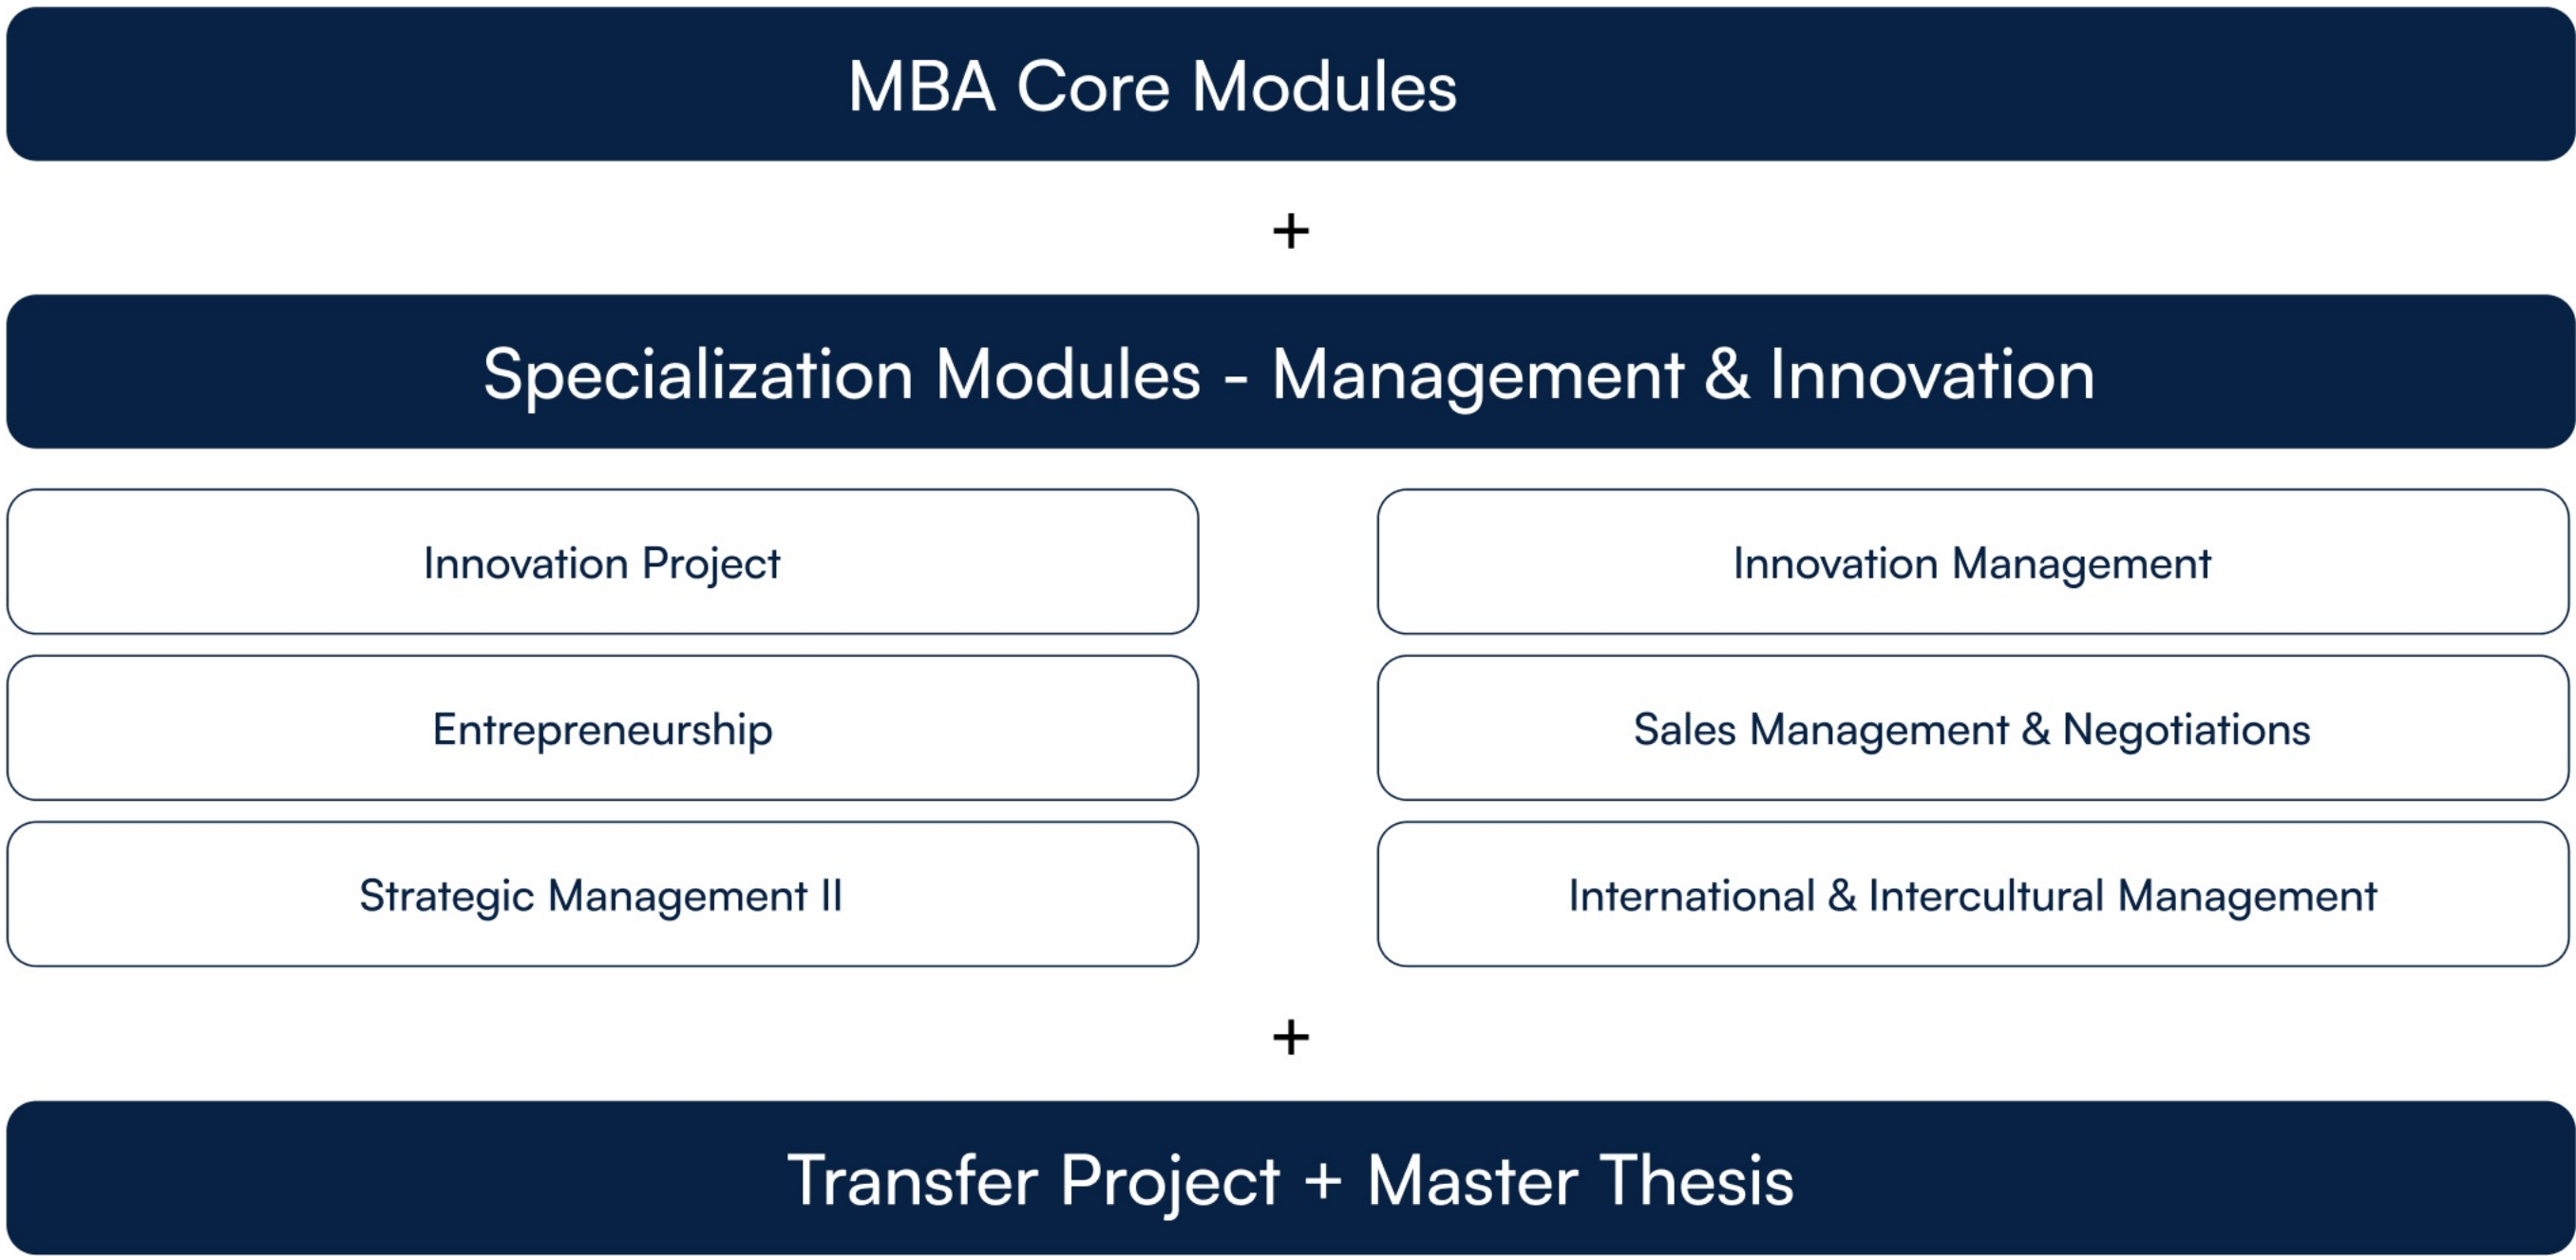 MBA Core Modules
+
Specialization Modules - Management & Innovation
Innovation Project
Innovation Management
Entrepreneurship
Sales Management & Negotiations
Strategic Management II
International & Intercultural Management
+
Transfer Project + Master Thesis